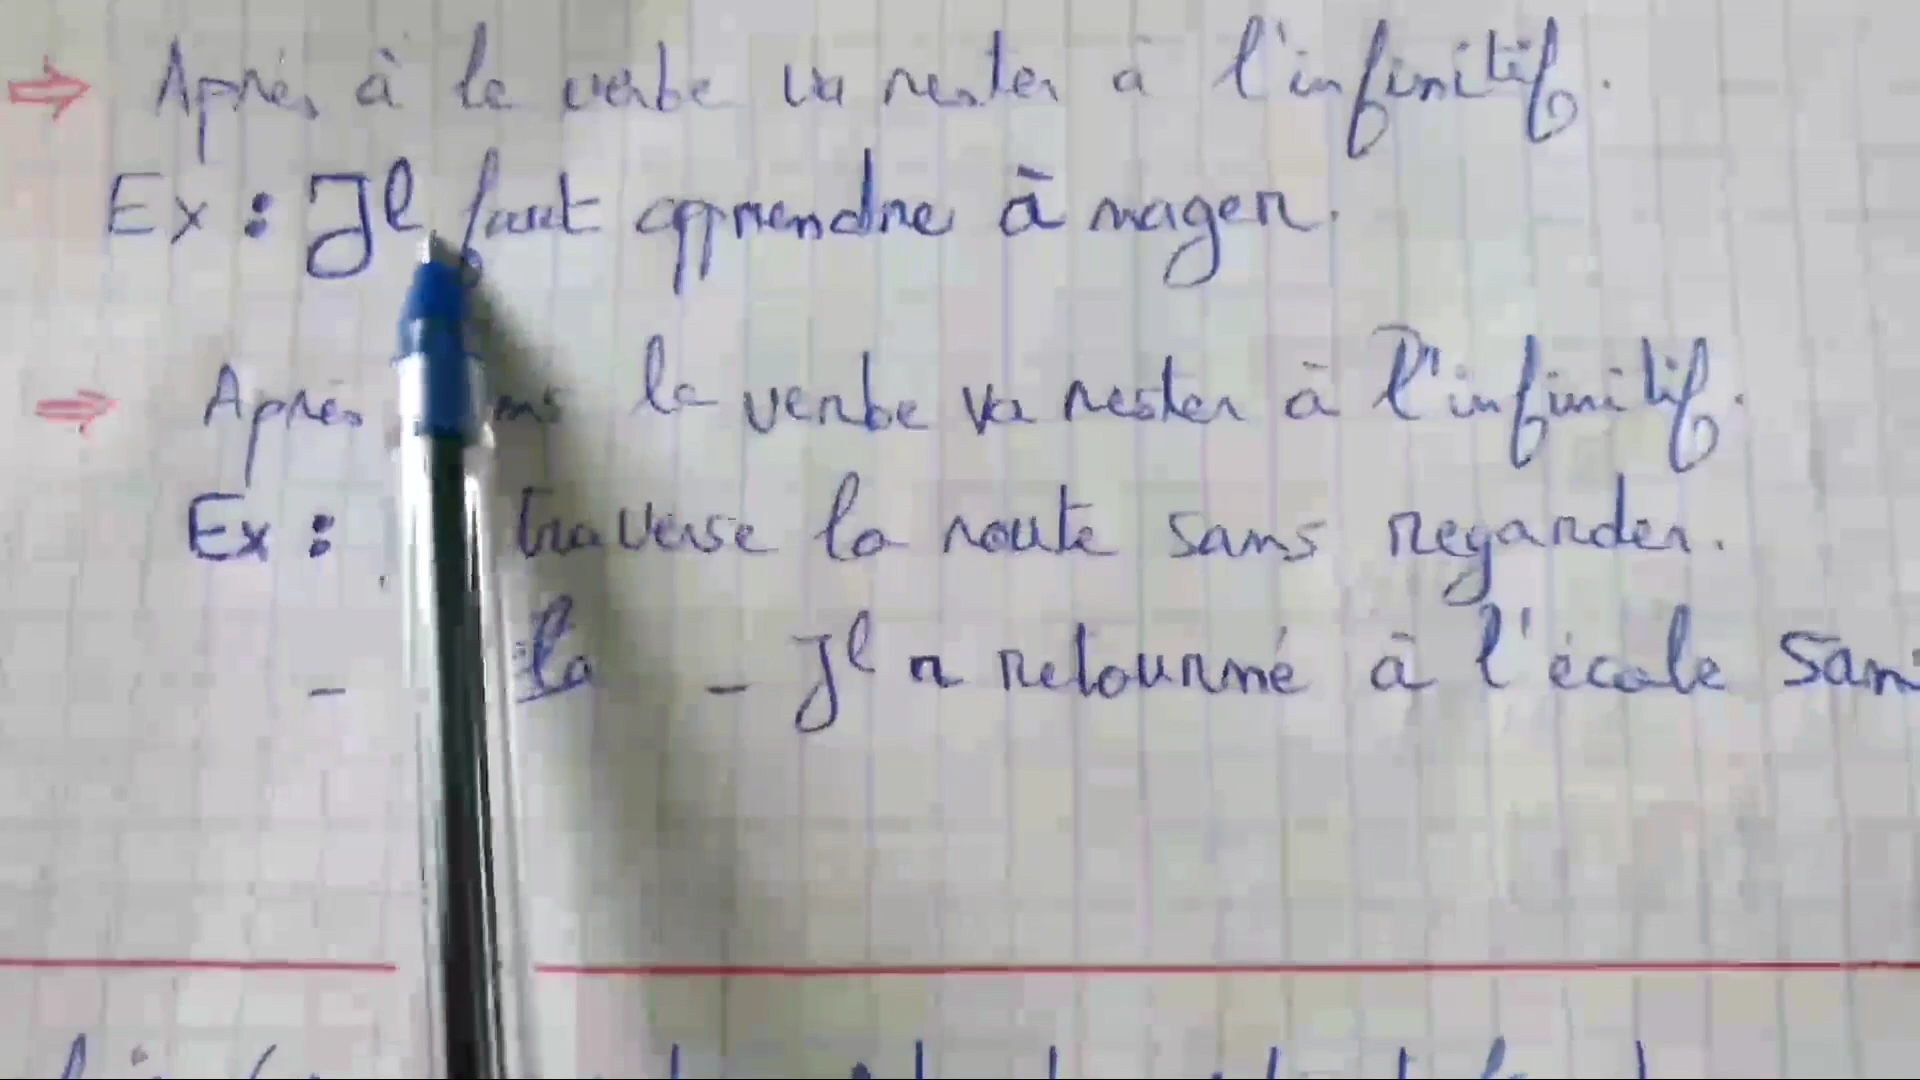 Après à le verbe va rester à l'infinitif.
Ex : Il faut apprendre à nager.
Après le verbe va rester à l'infinitif.
Ex : traverse la route sans regarder.
- la - Il a retourné à l'école